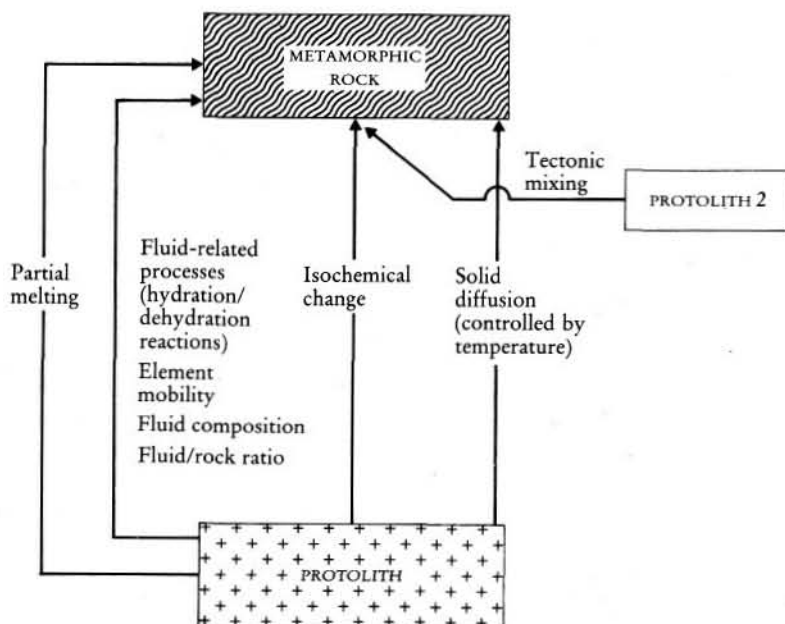 METAMORPHIC
ROCK
Tectonic
mixing
PROTOLITH 2
Partial
melting
Fluid-related
processes
(hydration/
dehydration
reactions)
Element
mobility
Fluid composition
Fluid/rock ratio
Isochemical
change
Solid
diffusion
(controlled by
temperature)
PROTOLITH